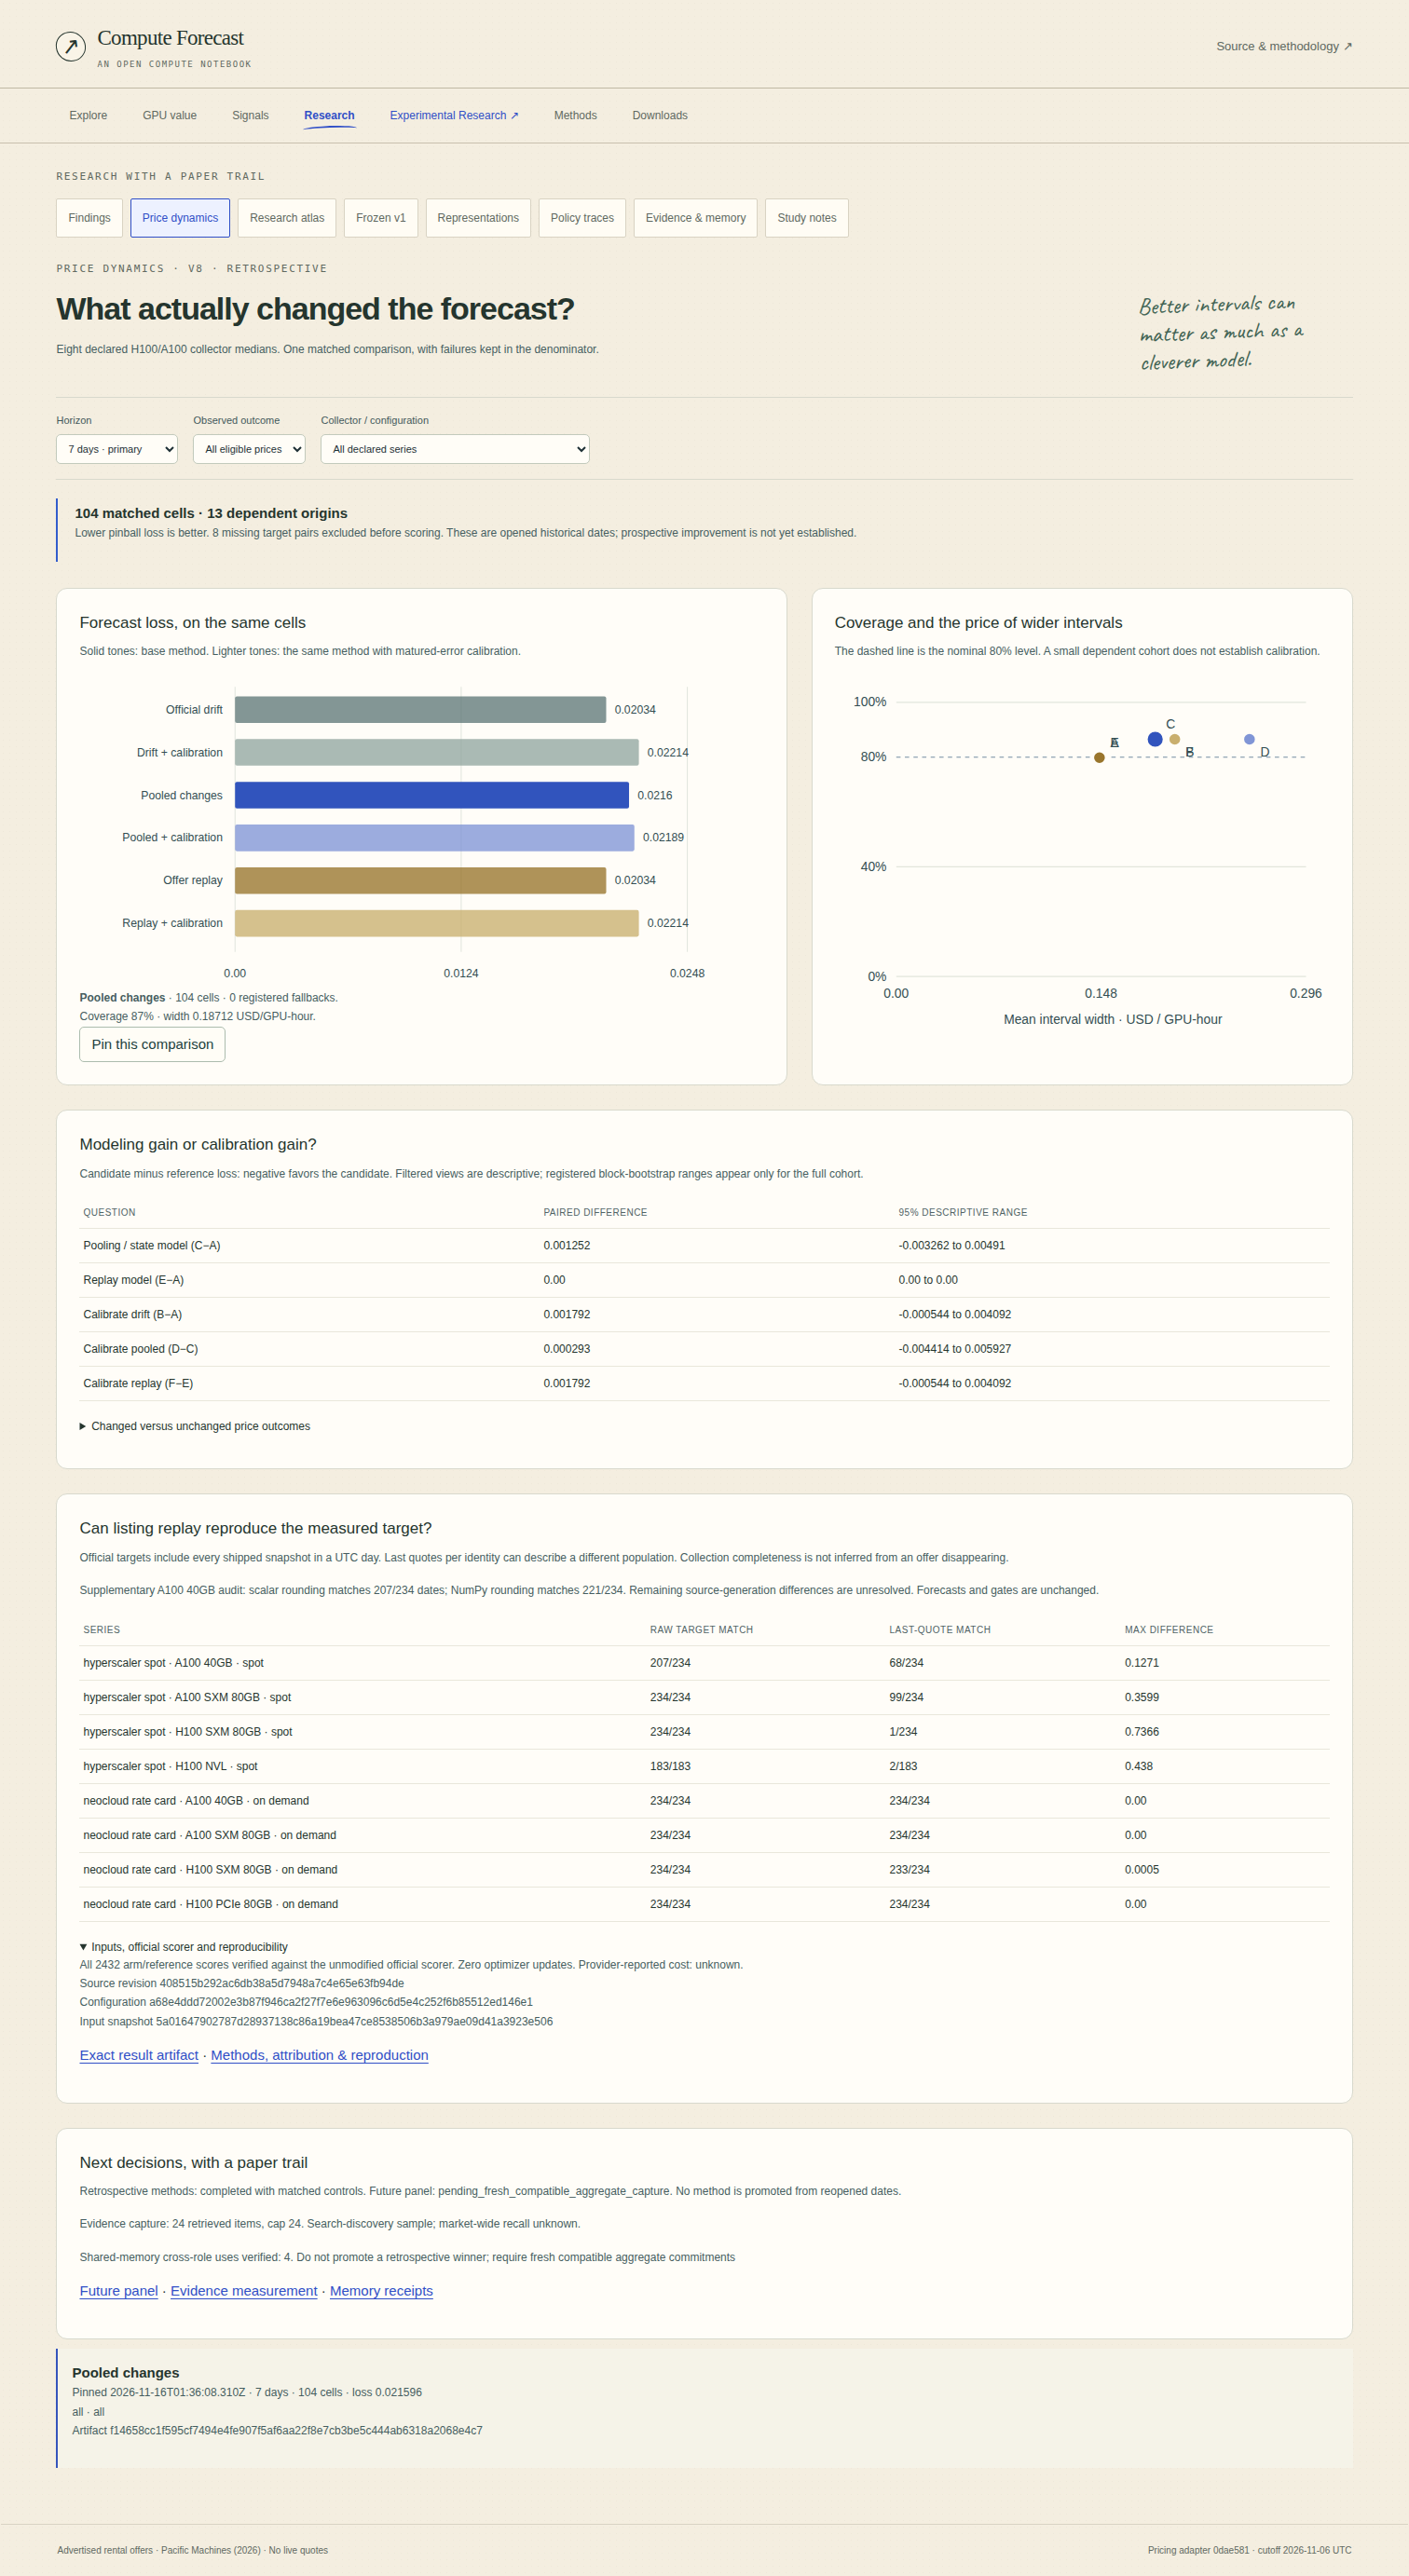 Compute Forecast
AN OPEN COMPUTE NOTEBOOK
Source & methodology ↗
Explore
GPU value
Signals
Research
Experimental Research ↗
Methods
Downloads
RESEARCH WITH A PAPER TRAIL
Findings
Price dynamics
Research atlas
Frozen v1
Representations
Policy traces
Evidence & memory
Study notes
PRICE DYNAMICS · V8 · RETROSPECTIVE
What actually changed the forecast?
Eight declared H100/A100 collector medians. One matched comparison, with failures kept in the denominator.
Better intervals can
matter as much as a
cleverer model.
Horizon
Observed outcome
Collector / configuration
7 days · primary
All eligible prices
All declared series
104 matched cells · 13 dependent origins
Lower pinball loss is better. 8 missing target pairs excluded before scoring. These are opened historical dates; prospective improvement is not yet established.
Forecast loss, on the same cells
Solid tones: base method. Lighter tones: the same method with matured-error calibration.
Official drift
0.02034
Drift + calibration
0.02214
Pooled changes
0.0216
Pooled + calibration
0.02189
Offer replay
0.02034
Replay + calibration
0.02214
0.00
0.0124
0.0248
Pooled changes · 104 cells · 0 registered fallbacks.
Coverage 87% · width 0.18712 USD/GPU-hour.
Pin this comparison
Coverage and the price of wider intervals
The dashed line is the nominal 80% level. A small dependent cohort does not establish calibration.
100%
C
D
80%
40%
0%
0.00
0.148
0.296
Mean interval width · USD / GPU-hour
Modeling gain or calibration gain?
Candidate minus reference loss: negative favors the candidate. Filtered views are descriptive; registered block-bootstrap ranges appear only for the full cohort.
QUESTION PAIRED DIFFERENCE 95% DESCRIPTIVE RANGE
Pooling / state model (C−A) 0.001252 -0.003262 to 0.00491
Replay model (E−A) 0.00 0.00 to 0.00
Calibrate drift (B−A) 0.001792 -0.000544 to 0.004092
Calibrate pooled (D−C) 0.000293 -0.004414 to 0.005927
Calibrate replay (F−E) 0.001792 -0.000544 to 0.004092
▶ Changed versus unchanged price outcomes
Can listing replay reproduce the measured target?
Official targets include every shipped snapshot in a UTC day. Last quotes per identity can describe a different population. Collection completeness is not inferred from an offer disappearing.
Supplementary A100 40GB audit: scalar rounding matches 207/234 dates; NumPy rounding matches 221/234. Remaining source-generation differences are unresolved. Forecasts and gates are unchanged.
SERIES RAW TARGET MATCH LAST-QUOTE MATCH MAX DIFFERENCE
hyperscaler spot · A100 40GB · spot 207/234 68/234 0.1271
hyperscaler spot · A100 SXM 80GB · spot 234/234 99/234 0.3599
hyperscaler spot · H100 SXM 80GB · spot 234/234 1/234 0.7366
hyperscaler spot · H100 NVL · spot 183/183 2/183 0.438
neocloud rate card · A100 40GB · on demand 234/234 234/234 0.00
neocloud rate card · A100 SXM 80GB · on demand 234/234 234/234 0.00
neocloud rate card · H100 SXM 80GB · on demand 234/234 233/234 0.0005
neocloud rate card · H100 PCIe 80GB · on demand 234/234 234/234 0.00
▼ Inputs, official scorer and reproducibility
All 2432 arm/reference scores verified against the unmodified official scorer. Zero optimizer updates. Provider-reported cost: unknown.
Source revision 408515b292ac6db38a5d7948a7c4e65e63fb94de
Configuration a68e4ddd72002e3b87f946ca2f27f7e6e963096c6d5e4c252f6b85512ed146e1
Input snapshot 5a01647902787d28937138c86a19bea47ce8538506b3a979ae09d41a3923e506
Exact result artifact · Methods, attribution & reproduction
Next decisions, with a paper trail
Retrospective methods: completed with matched controls. Future panel: pending_fresh_compatible_aggregate_capture. No method is promoted from reopened dates.
Evidence capture: 24 retrieved items, cap 24. Search-discovery sample; market-wide recall unknown.
Shared-memory cross-role uses verified: 4. Do not promote a retrospective winner; require fresh compatible aggregate commitments
Future panel · Evidence measurement · Memory receipts
Pooled changes
Pinned 2026-11-16T01:36:08.310Z · 7 days · 104 cells · loss 0.021596
all · all
Artifact f14658cc1f595cf7494e4fe907f5af6aa22f8e7cb3be5c444ab6318a2068e4c7
Advertised rental offers · Pacific Machines (2026) · No live quotes
Pricing adapter 0dae581 · cutoff 2026-11-06 UTC